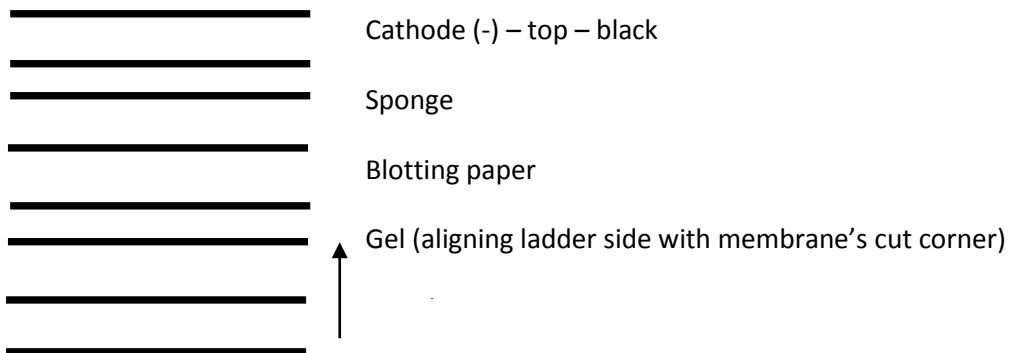 Cathode (-) – top – black
Sponge
Blotting paper
Gel (aligning ladder side with membrane’s cut corner)